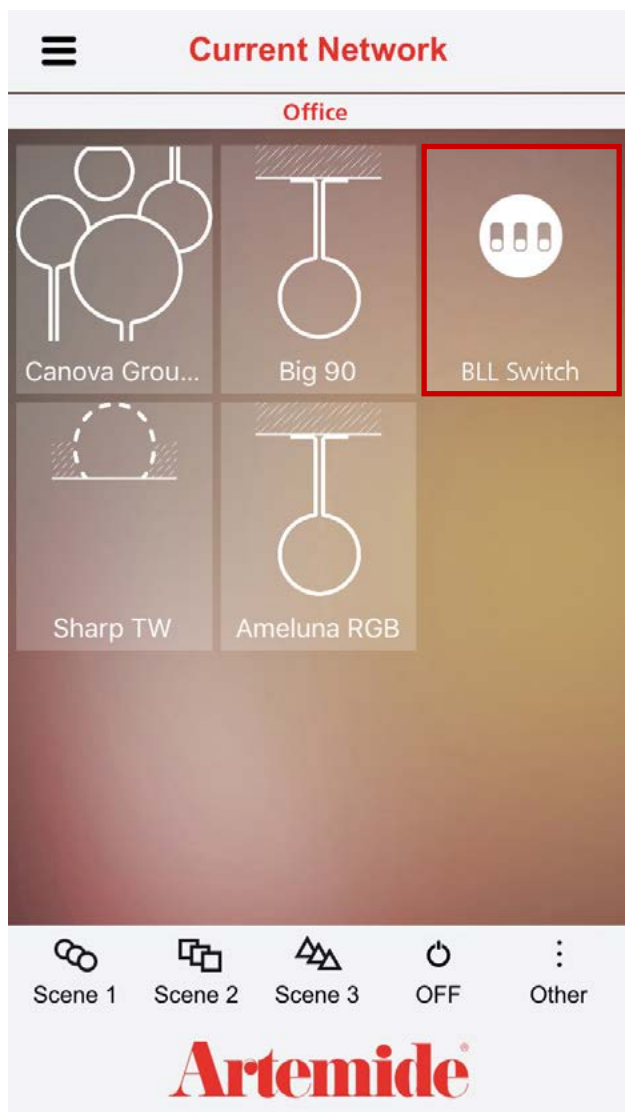 Current Network
Office
Canova Grou...
Big 90
BLL Switch
Sharp TW
Ameluna RGB
Scene 1
Scene 2
Scene 3
OFF
Other
Artemide®